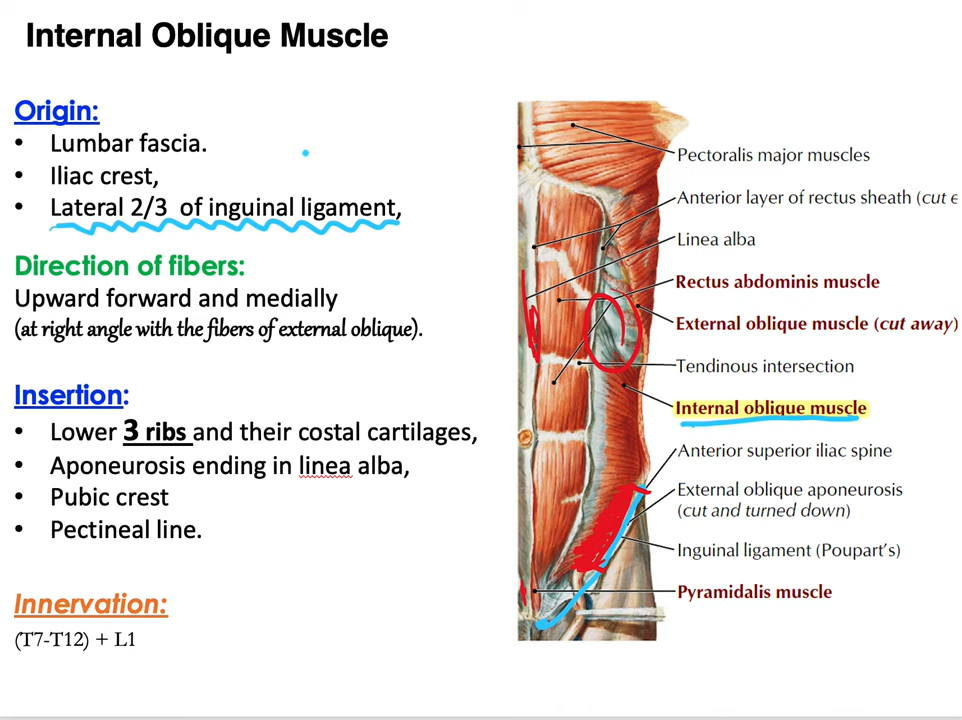 Internal Oblique Muscle
Origin:
• Lumbar fascia.
• Iliac crest,
• Lateral 2/3 of inguinal ligament,
Direction of fibers:
Upward forward and medially
(at right angle with the fibers of external oblique).
Insertion:
• Lower 3 ribs and their costal cartilages,
• Aponeurosis ending in linea alba,
• Pubic crest
• Pectineal line.
Innervation:
(T7-T12) + L1
Pectoralis major muscles
Anterior layer of rectus sheath (cut
Linea alba
Rectus abdominis muscle
External oblique muscle (cut away)
Tendinous intersection
Internal oblique muscle
Anterior superior iliac spine
External oblique aponeurosis
(cut and turned down)
Inguinal ligament (Poupart's)
Pyramidalis muscle